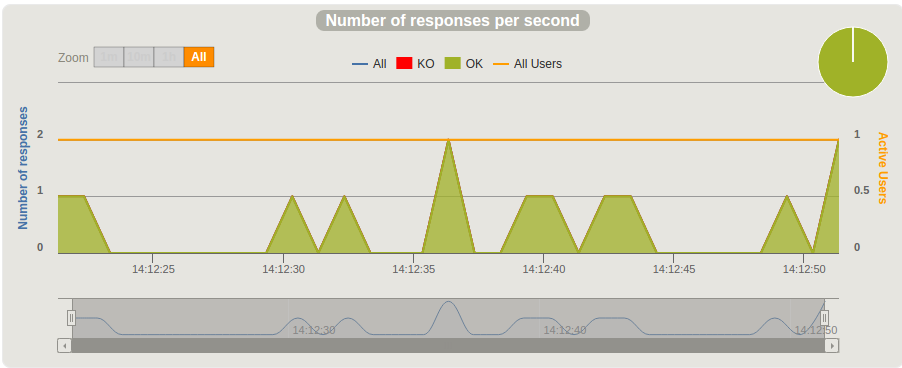 Number of responses per second
Zoom 1m 10m 1h All
All KO OK All Users
Number of responses
2
1
0
Active Users
1
0.5
0
14:12:25 14:12:30 14:12:35 14:12:40 14:12:45 14:12:50
14:12:30 14:12:40 14:12:50